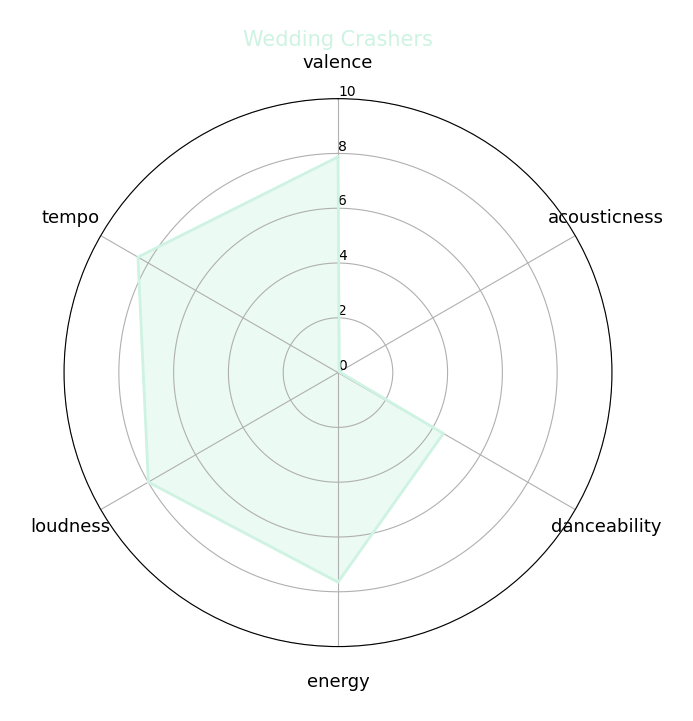 Wedding Crashers
valence
10
8
tempo
acousticness
6
4
2
0
loudness
danceability
energy